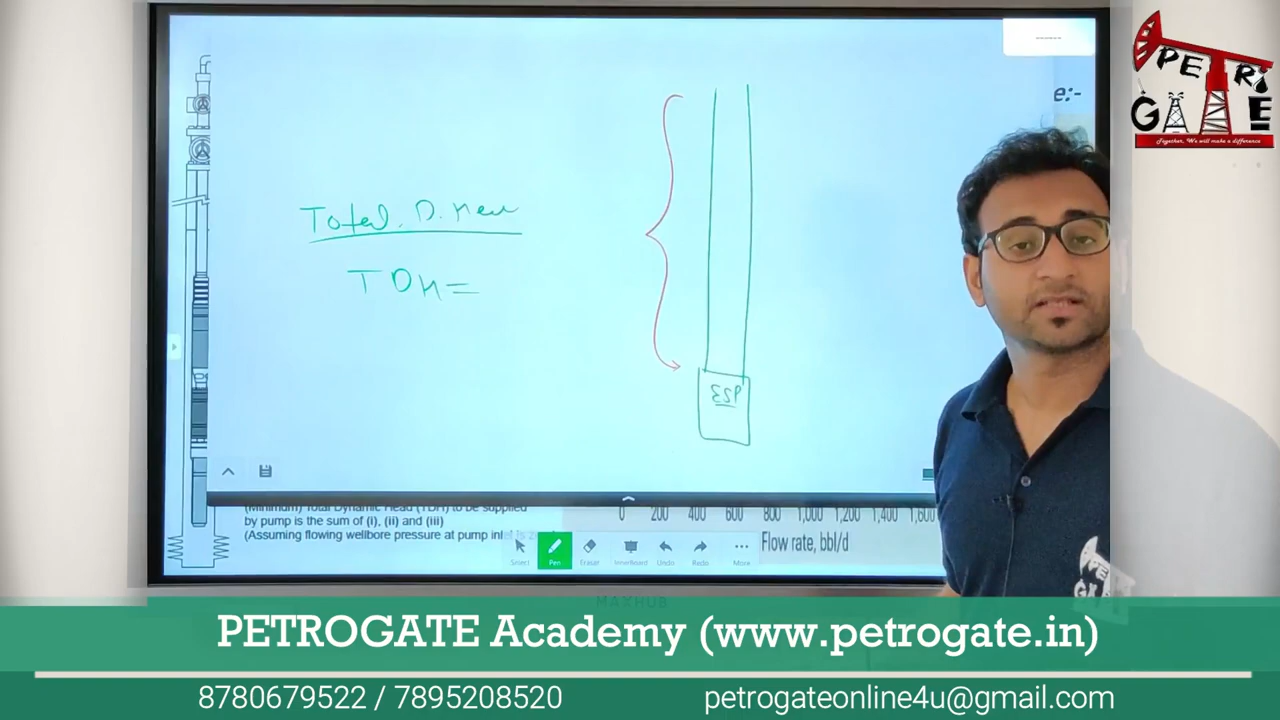 PETRO
GATE
Together, We will make a difference
e:-
Total. D. Head
TDH=
ESP
(Minimum) Total Dynamic Head (TDH) to be supplied
by pump is the sum of (i), (ii) and (iii)
(Assuming flowing wellbore pressure at pump inlet is
0 200 400 600 800 1,000 1,200 1,400 1,600
Flow rate, bbl/d
Select Pen Eraser InnerBoard Undo Redo More
MAXHUB
PETROGATE Academy (www.petrogate.in)
8780679522 / 7895208520 petrogateonline4u@gmail.com